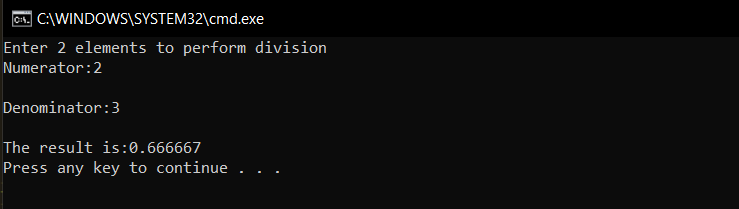 C:\WINDOWS\SYSTEM32\cmd.exe
Enter 2 elements to perform division
Numerator:2
Denominator:3
The result is:0.666667
Press any key to continue . . .